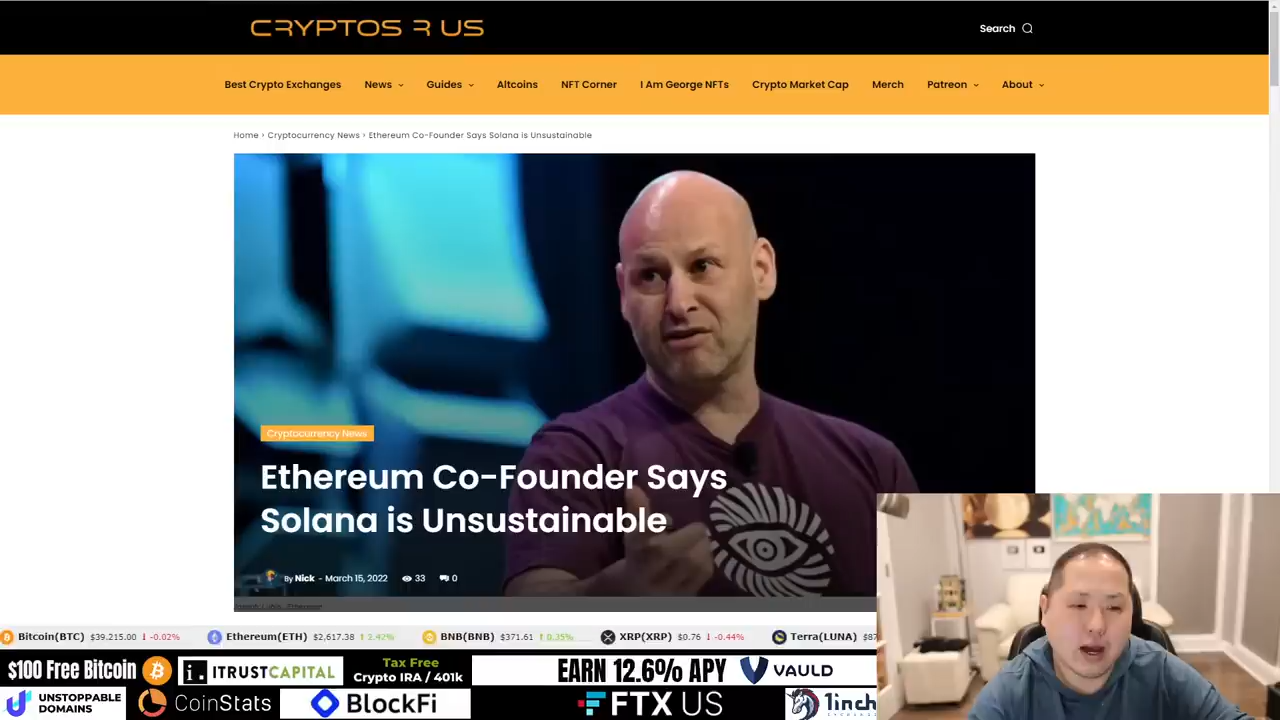 CRYPTOS R US
Search
Best Crypto Exchanges News Guides Altcoins NFT Corner I Am George NFTs Crypto Market Cap Merch Patreon About
Home › Cryptocurrency News › Ethereum Co-Founder Says Solana is Unsustainable
Cryptocurrency News
Ethereum Co-Founder Says
Solana is Unsustainable
By Nick - March 15, 2022 33 0
Bitcoin(BTC) $39,215.00 ↓ -0.02% Ethereum(ETH) $2,617.38 ↑ 2.42% BNB(BNB) $371.61 ↑ 0.35% XRP(XRP) $0.76 ↓ -0.44% Terra(LUNA) $87
$100 Free Bitcoin
iTRUSTCAPITAL
Tax Free
Crypto IRA / 401k
EARN 12.6% APY
VAULD
UNSTOPPABLE
DOMAINS
CoinStats
BlockFi
FTX US
1inch